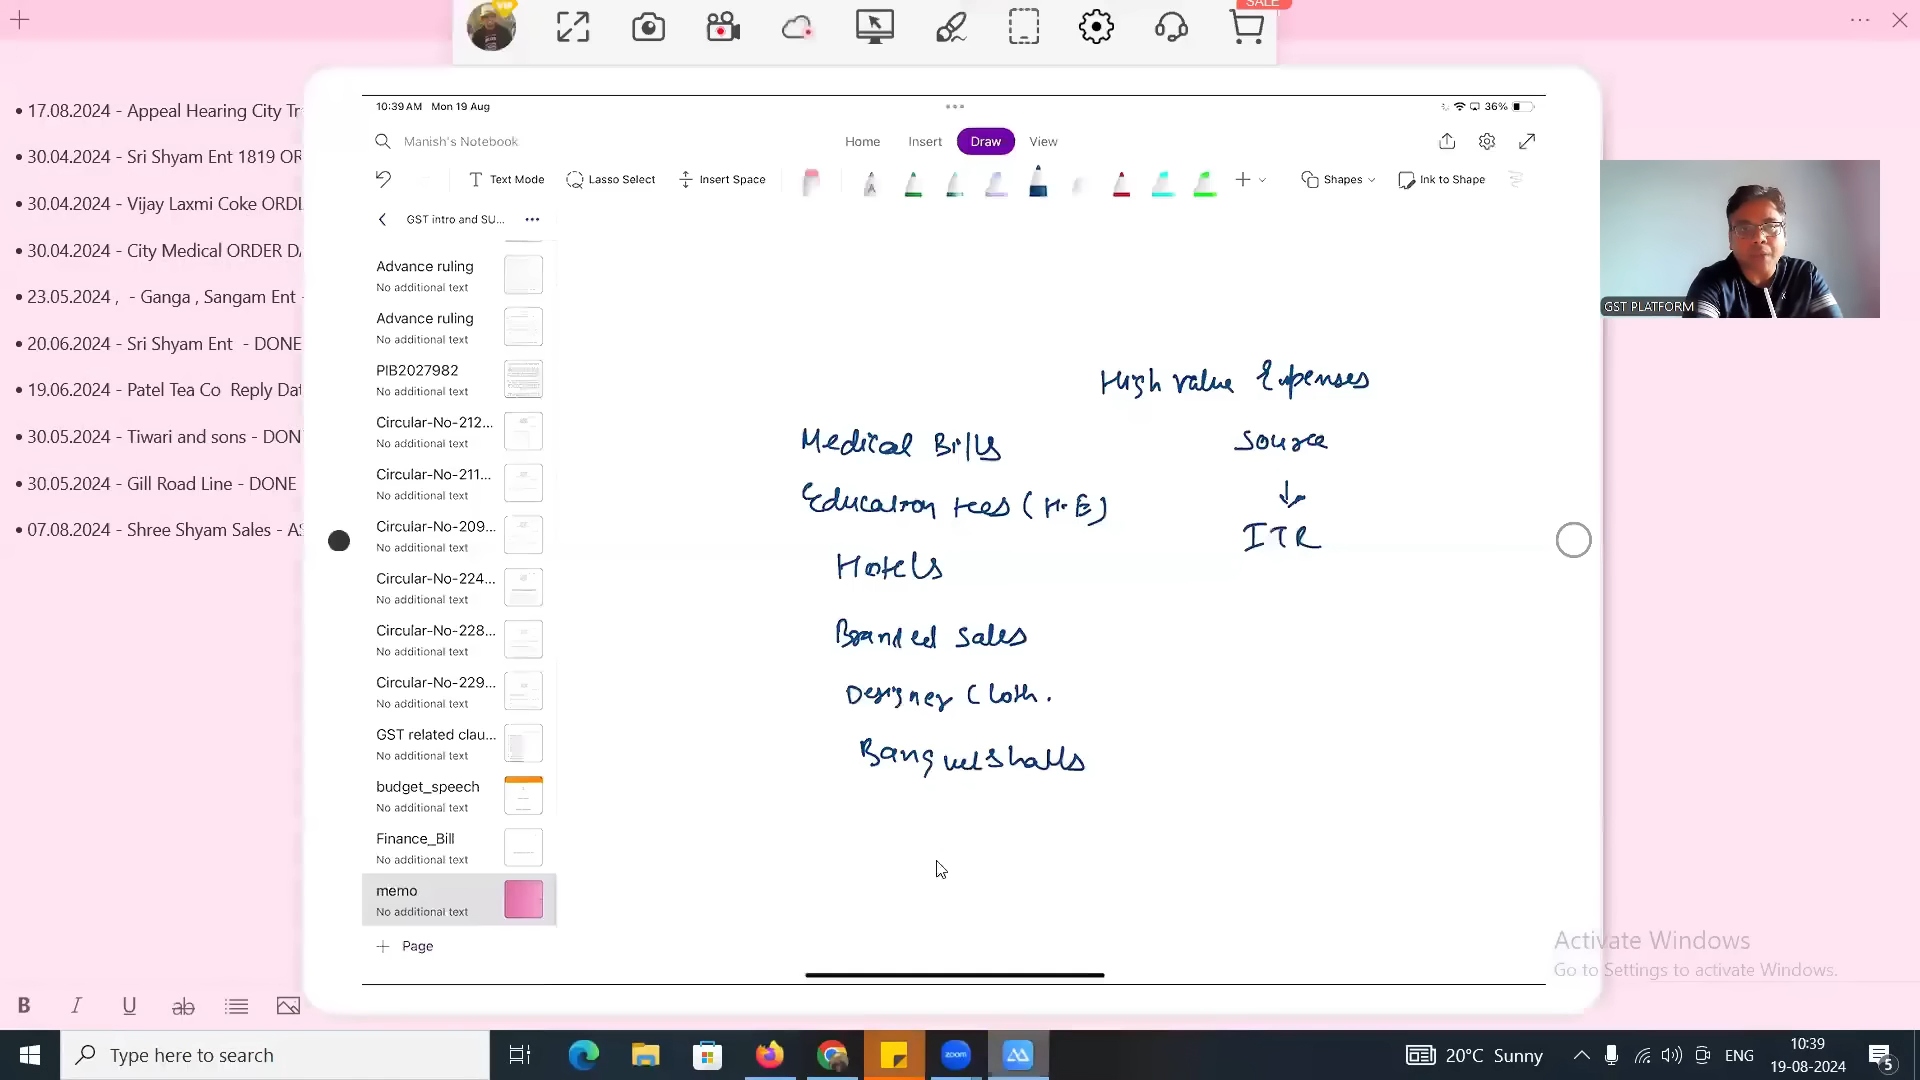 VIP
SALE
• 17.08.2024 - Appeal Hearing City Tr
• 30.04.2024 - Sri Shyam Ent 1819 OR
• 30.04.2024 - Vijay Laxmi Coke ORD
• 30.04.2024 - City Medical ORDER DA
• 23.05.2024 , - Ganga , Sangam Ent -
• 20.06.2024 - Sri Shyam Ent - DONE
• 19.06.2024 - Patel Tea Co Reply Dat
• 30.05.2024 - Tiwari and sons - DON
• 30.05.2024 - Gill Road Line - DONE
• 07.08.2024 - Shree Shyam Sales - AS
10:39 AM Mon 19 Aug
36%
Manish's Notebook
Home Insert Draw View
Text Mode Lasso Select Insert Space Shapes Ink to Shape
GST intro and SU...
Advance ruling
No additional text
Advance ruling
No additional text
PIB2027982
No additional text
Circular-No-212...
No additional text
Circular-No-211...
No additional text
Circular-No-209...
No additional text
Circular-No-224...
No additional text
Circular-No-228...
No additional text
Circular-No-229...
No additional text
GST related clau...
No additional text
budget_speech
No additional text
Finance_Bill
No additional text
memo
No additional text
+ Page
High value Expenses
Source
↓
ITR
Medical Bills
Education fees (H.E)
Hotels
Branded Sales
Designer Cloth.
Banquets halls
GST PLATFORM
Activate Windows
Go to Settings to activate Windows.
B I U ab
Type here to search
zoom
20°C Sunny
ENG
10:39
19-08-2024
5